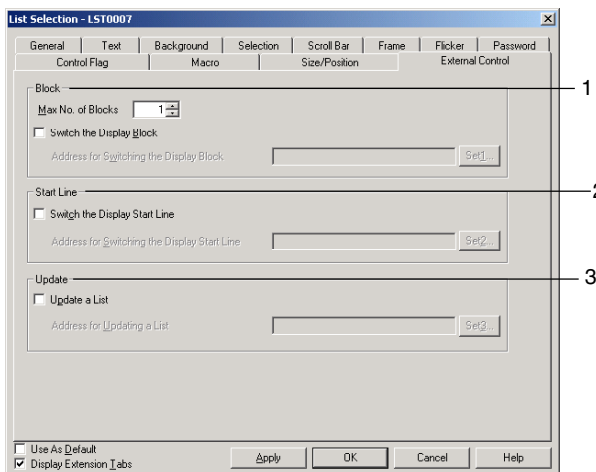 List Selection - LST0007
General Text Background Selection Scroll Bar Frame Flicker Password
Control Flag Macro Size/Position External Control
Block 1
Max No. of Blocks 1
Switch the Display Block
Address for Switching the Display Block Set1...
Start Line 2
Switch the Display Start Line
Address for Switching the Display Start Line Set2...
Update 3
Update a List
Address for Updating a List Set3...
Use As Default
Display Extension Tabs Apply OK Cancel Help